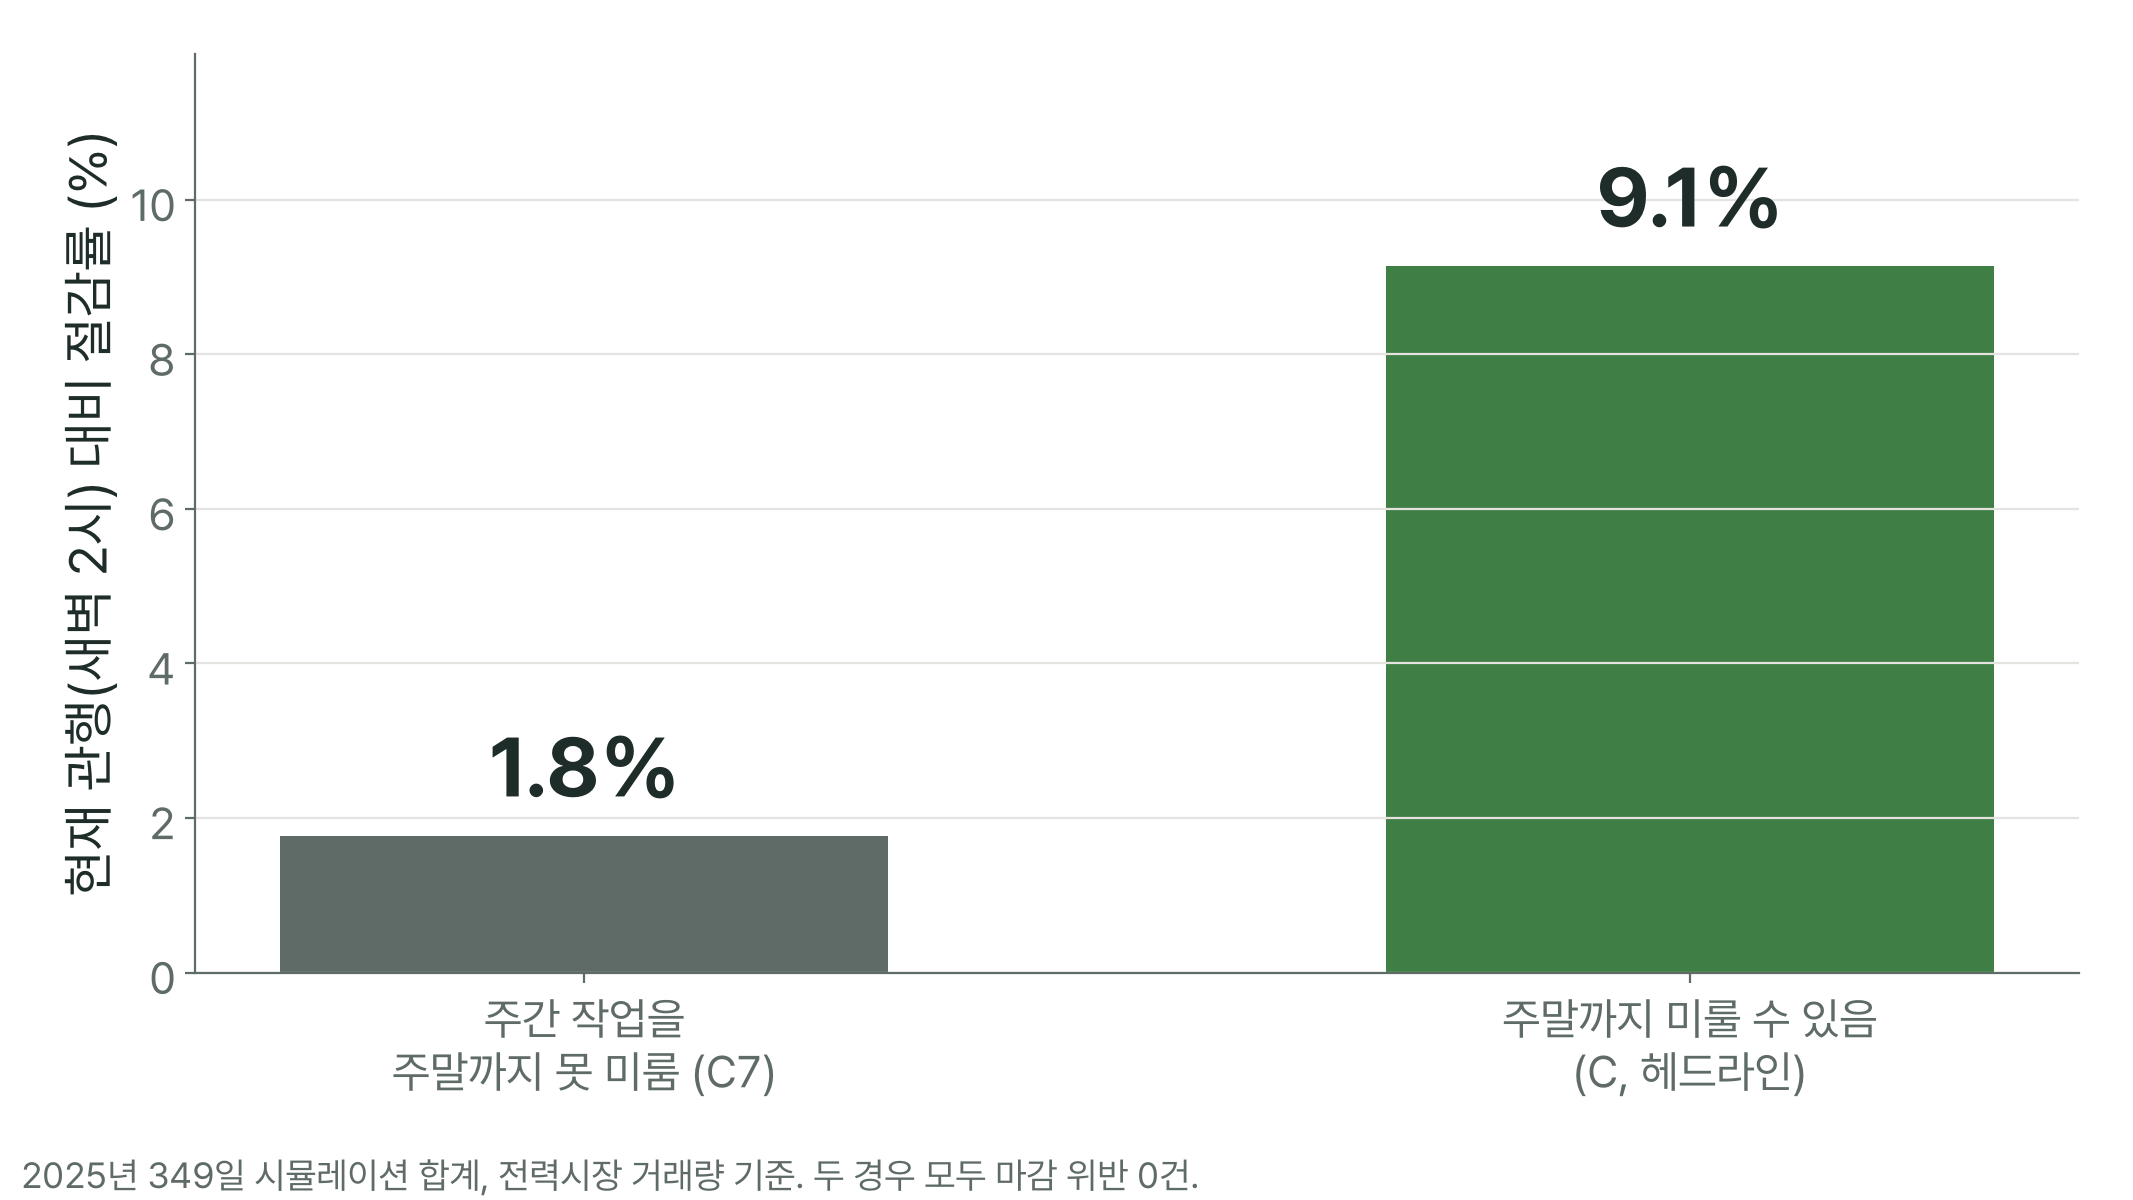 현재 관행(새벽 2시) 대비 절감률 (%)
10
8
6
4
2
0
9.1%
1.8%
주간 작업을
주말까지 못 미룸 (C7)
주말까지 미룰 수 있음
(C, 헤드라인)
2025년 349일 시뮬레이션 합계, 전력시장 거래량 기준. 두 경우 모두 마감 위반 0건.